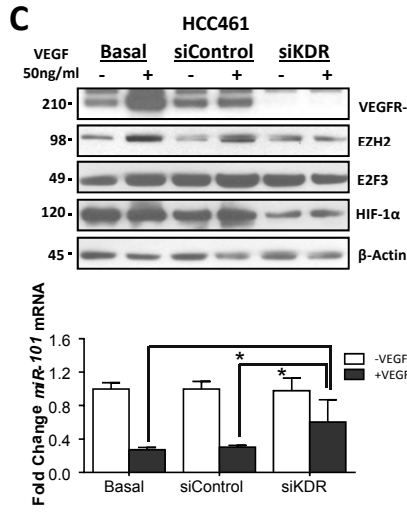 C
HCC461
VEGF 50ng/ml
Basal siControl siKDR
- + - + - +
210 VEGFR-
98 EZH2
49 E2F3
120 HIF-1α
45 β-Actin
Fold Change miR-101 mRNA
1.6
1.2
0.8
0.4
0.0
* *
-VEGF
+VEGF
Basal siControl siKDR